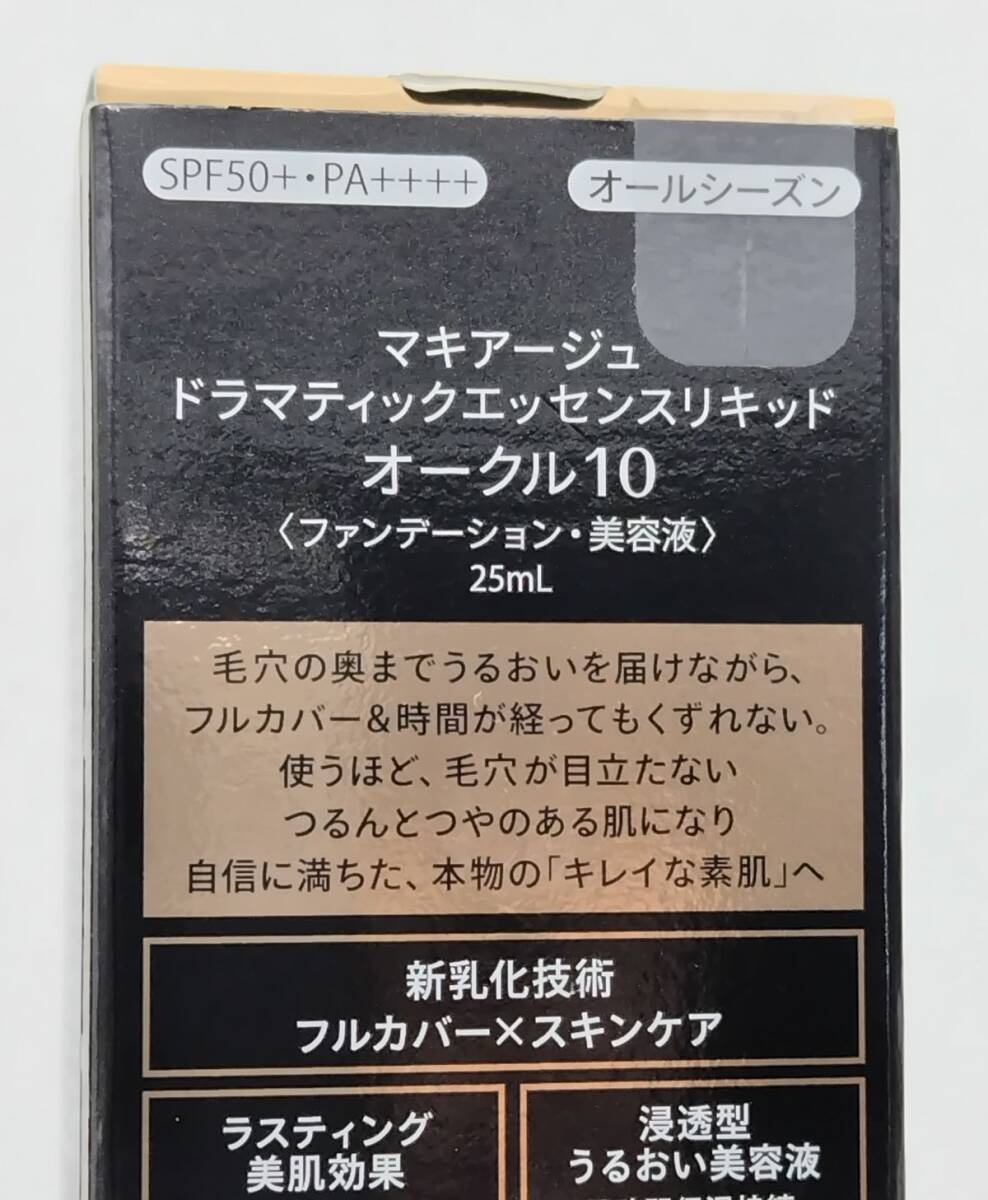 SPF50+・PA++++
オールシーズン
マキアージュ
ドラマティックエッセンスリキッド
オークル10
〈ファンデーション・美容液〉
25mL
毛穴の奥までうるおいを届けながら、
フルカバー&時間が経ってもくずれない。
使うほど、毛穴が目立たない
つるんとつやのある肌になり
自信に満ちた、本物の「キレイな素肌」へ
新乳化技術
フルカバー×スキンケア
ラスティング
美肌効果
浸透型
うるおい美容液